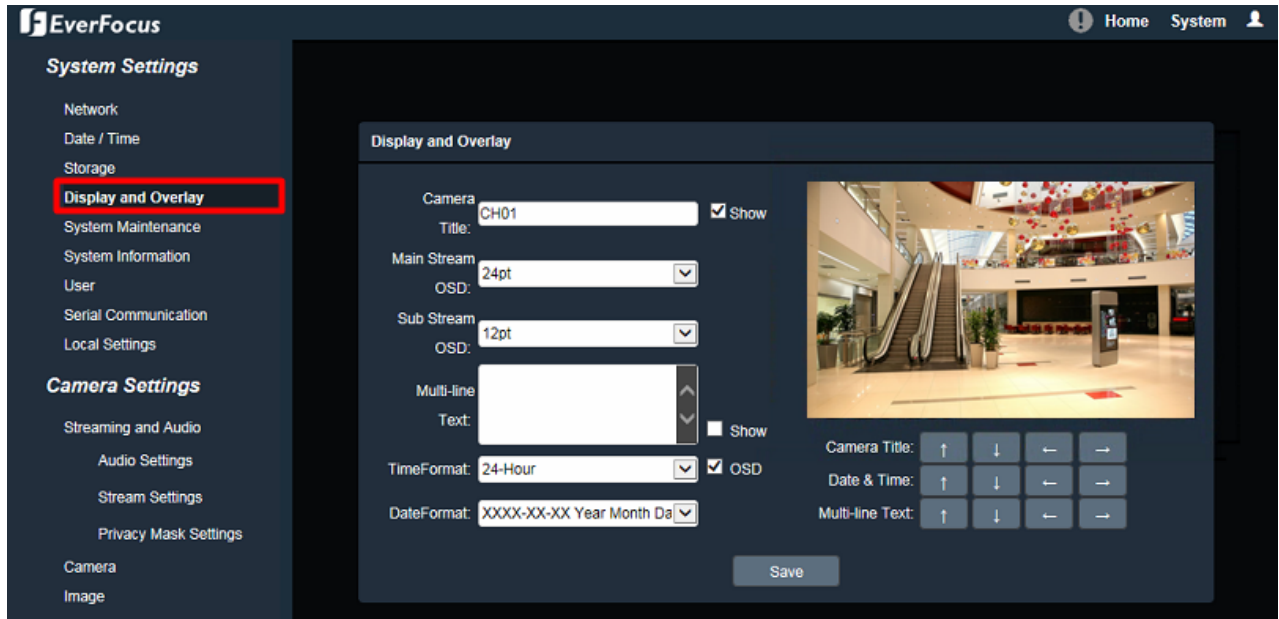 EverFocus
Home System
System Settings
Network
Date / Time
Storage
Display and Overlay
System Maintenance
System Information
User
Serial Communication
Local Settings
Camera Settings
Streaming and Audio
Audio Settings
Stream Settings
Privacy Mask Settings
Camera
Image
Display and Overlay
Camera
Title:
CH01
Show
Main Stream
OSD:
24pt
Sub Stream
OSD:
12pt
Multi-line
Text:
Show
TimeFormat: 24-Hour
OSD
DateFormat: XXXX-XX-XX Year Month Da
Camera Title: ↑ ↓ ← →
Date & Time: ↑ ↓ ← →
Multi-line Text: ↑ ↓ ← →
Save